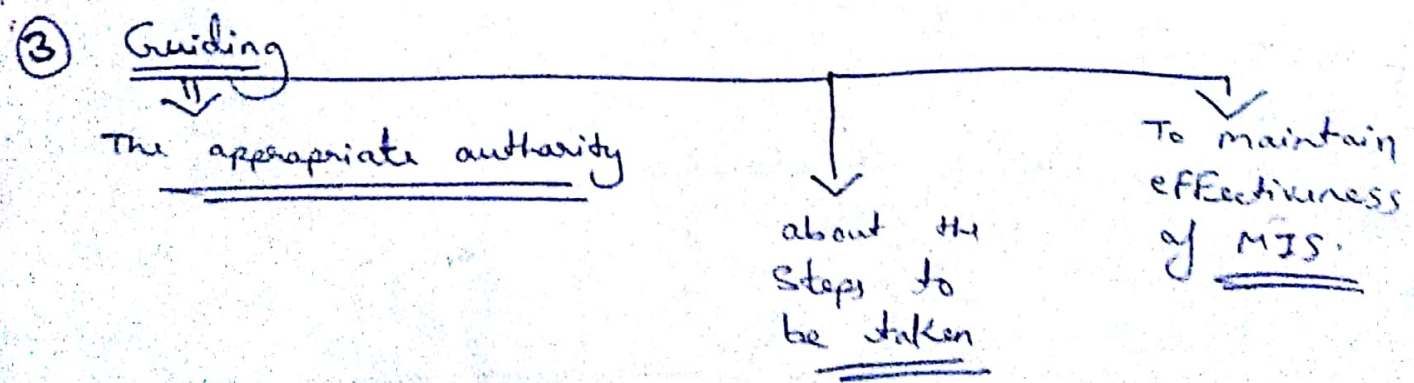 ③ Guiding
The appropriate authority
about the
steps to
be taken
To maintain
effectiveness
of MIS.